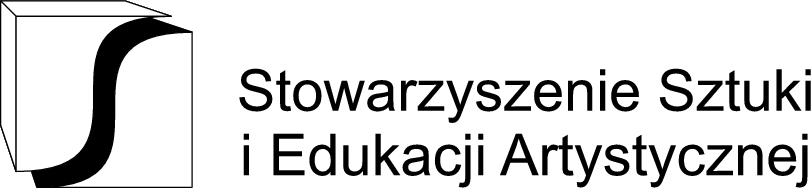 Stowarzyszenie Sztuki
i Edukacji Artystycznej